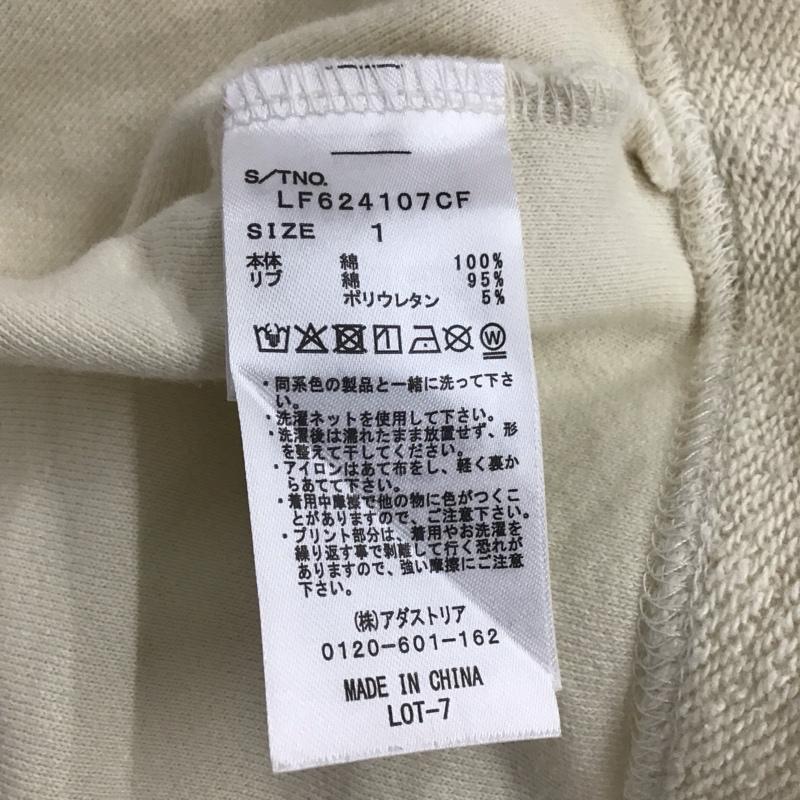 S/TNO.
LF624107CF
SIZE 1
本体 綿 100%
リブ 綿 95%
ポリウレタン 5%
W
・同系色の製品と一緒に洗って下さ
い。
・洗濯ネットを使用して下さい。
・洗濯後は濡れたまま放置せず、形
を整えて干してください。
・アイロンはあて布をし、軽く裏か
らあてて下さい。
・着用中摩擦で他の物に色がつくこ
とがありますので、ご注意下さい。
・プリント部分は、着用やお洗濯を
繰り返す事で剥離して行く恐れが
ありますので、強い摩擦にご注意
下さい。
(株)アダストリア
0120-601-162
MADE IN CHINA
LOT-7